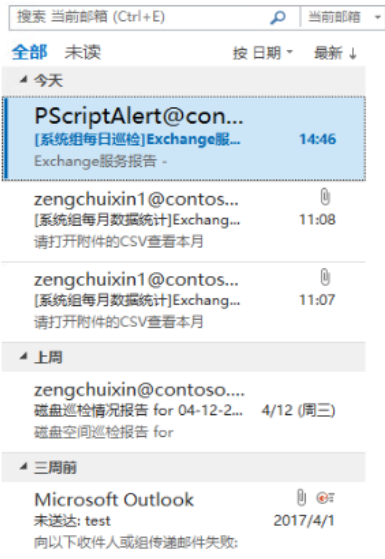 搜索 当前邮箱 (Ctrl+E) 当前邮箱
全部 未读 按 日期 最新 ↓
今天
PScriptAlert@con...
[系统组每日巡检]Exchange服... 14:46
Exchange服务报告 -
zengchuixin1@contos...
[系统组每月数据统计]Exchang... 11:08
请打开附件的CSV查看本月
zengchuixin1@contos...
[系统组每月数据统计]Exchang... 11:07
请打开附件的CSV查看本月
上周
zengchuixin@contoso....
磁盘巡检情况报告 for 04-12-2... 4/12 (周三)
磁盘空间巡检报告 for
三周前
Microsoft Outlook
未送达: test 2017/4/1
向以下收件人或组传递邮件失败: